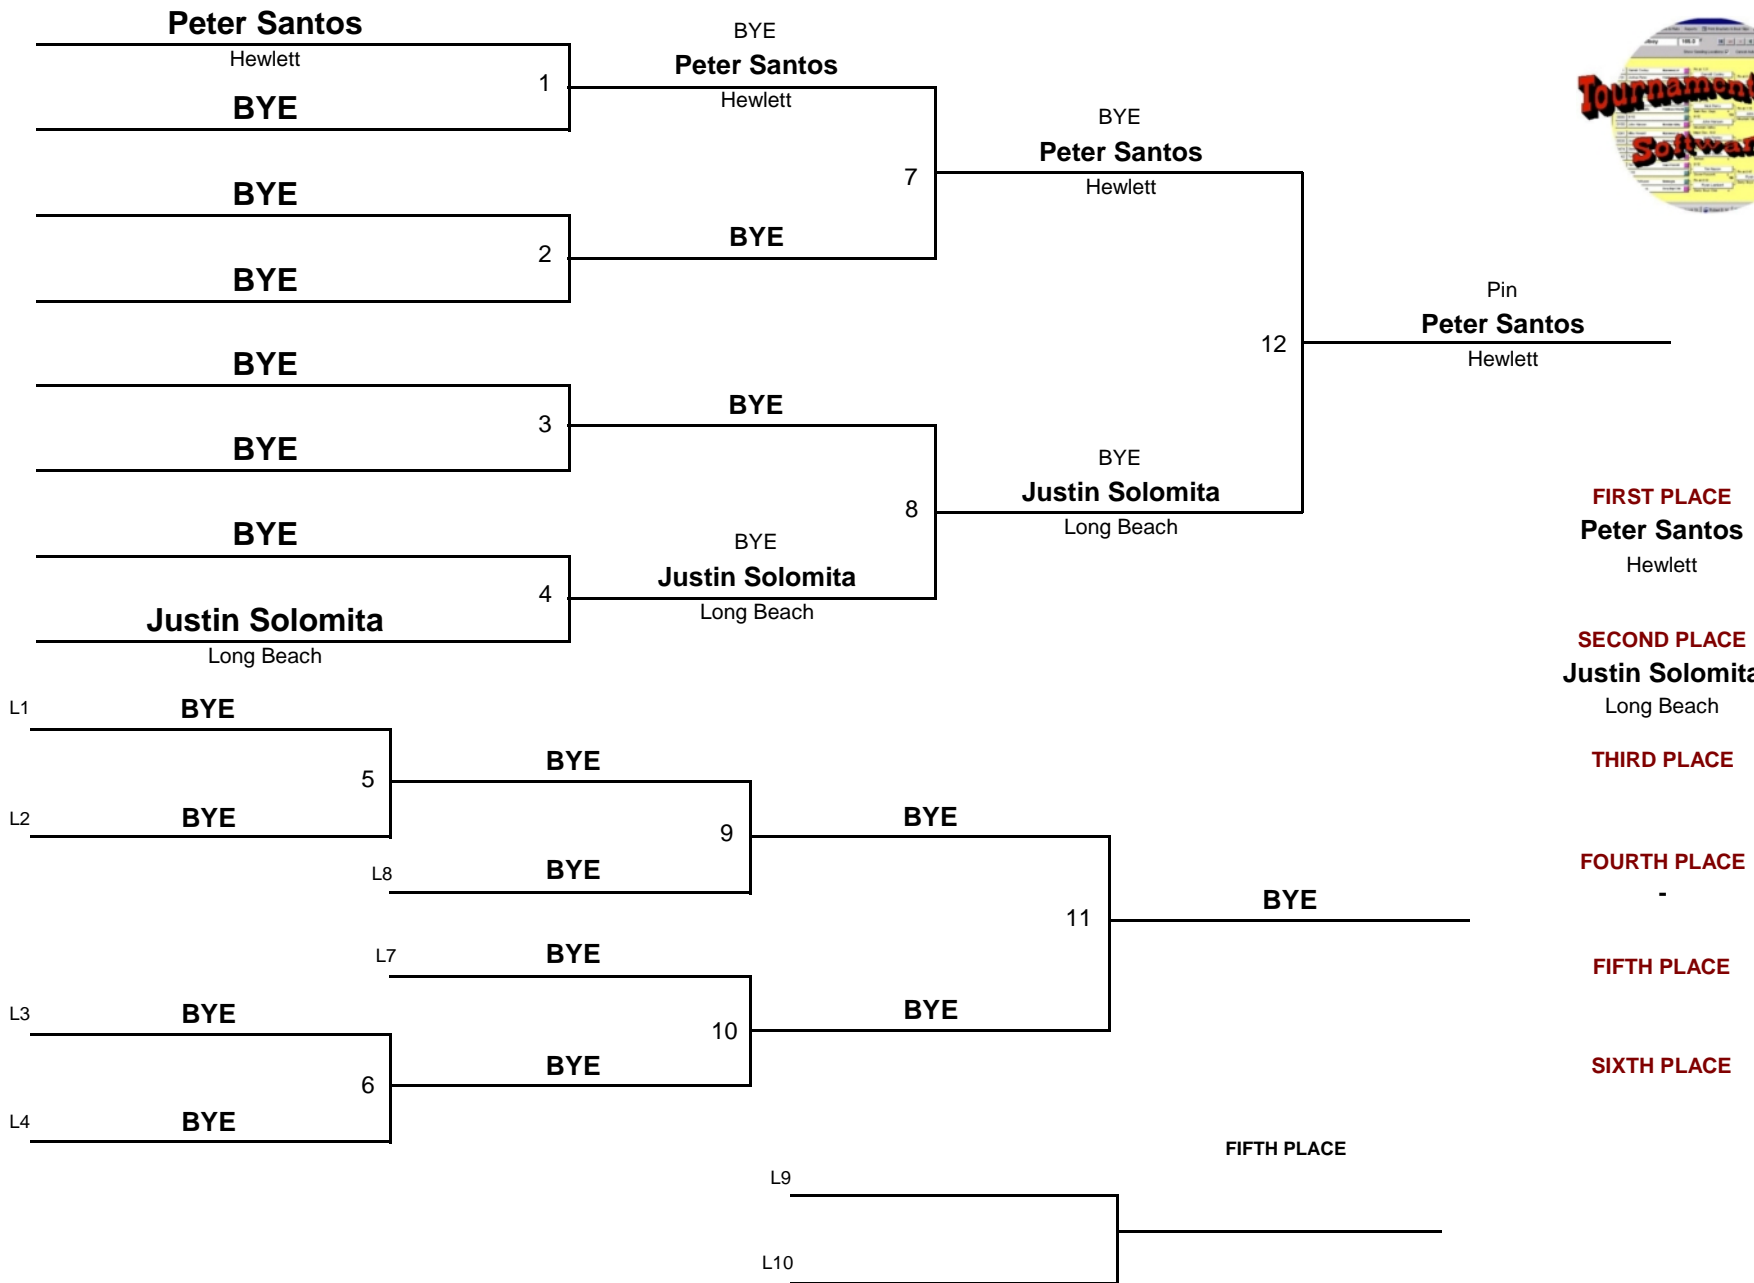 Peter Santos
Hewlett
1
BYE
BYE
Peter Santos
Hewlett
BYE
2
BYE
BYE
7
BYE
Peter Santos
Hewlett
BYE
3
BYE
BYE
BYE
4
Justin Solomita
Long Beach
BYE
Justin Solomita
Long Beach
8
BYE
Justin Solomita
Long Beach
12
Pin
Peter Santos
Hewlett
Tournament
Software
FIRST PLACE
Peter Santos
Hewlett
SECOND PLACE
Justin Solomita
Long Beach
THIRD PLACE
FOURTH PLACE
-
FIFTH PLACE
SIXTH PLACE
L1
BYE
5
L2
BYE
BYE
9
L8
BYE
BYE
L7
BYE
L3
BYE
6
L4
BYE
BYE
10
BYE
11
BYE
FIFTH PLACE
L9
L10